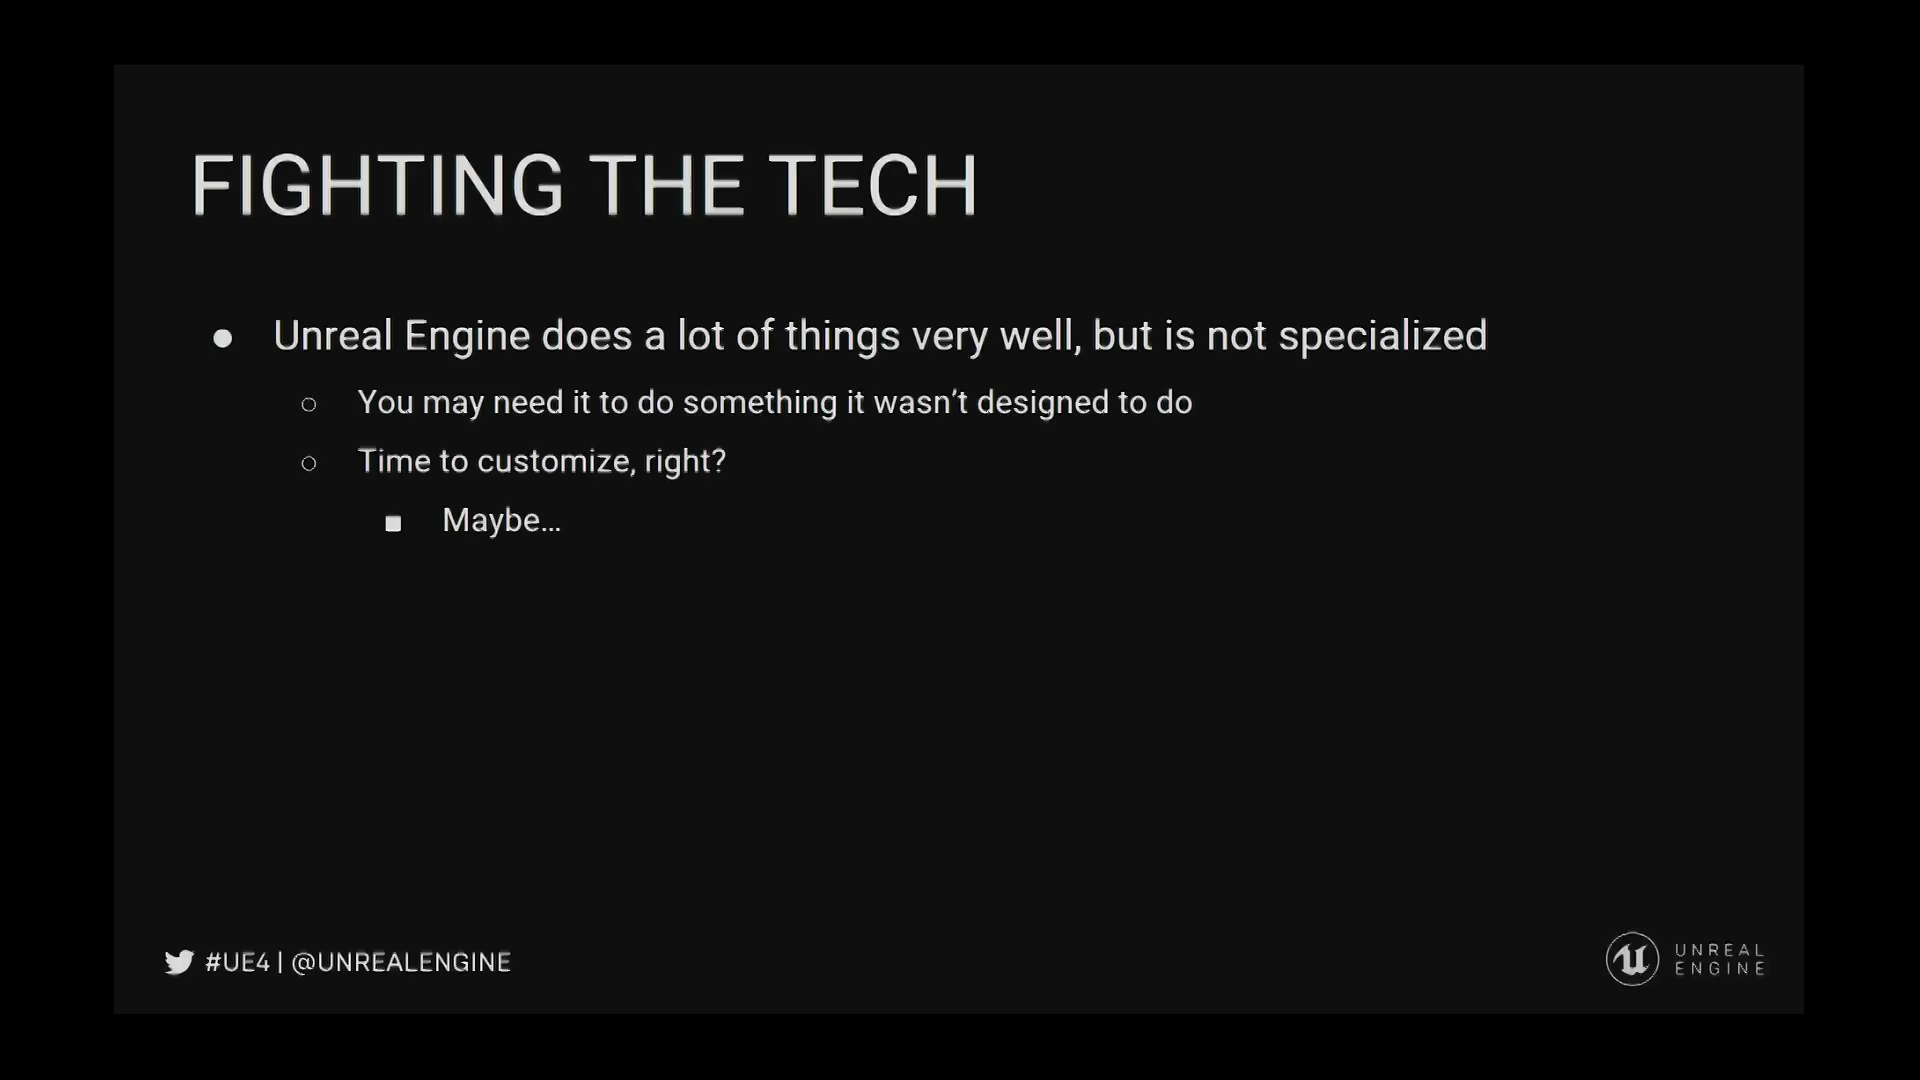 FIGHTING THE TECH
● Unreal Engine does a lot of things very well, but is not specialized
○ You may need it to do something it wasn’t designed to do
○ Time to customize, right?
■ Maybe…
#UE4 | @UNREALENGINE
UNREAL
ENGINE